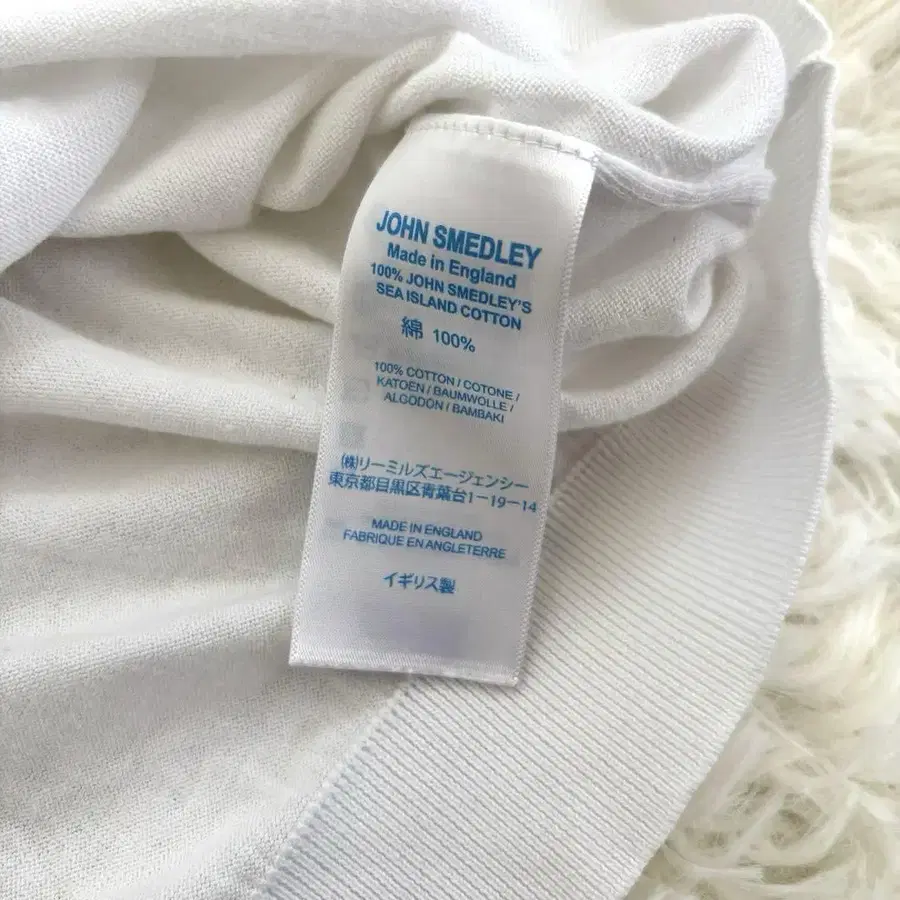 JOHN SMEDLEY
Made in England
100% JOHN SMEDLEY'S
SEA ISLAND COTTON
綿 100%
100% COTTON / COTONE /
KATOEN / BAUMWOLLE /
ALGODON / BAMBAKI
(株)リーミルズエージェンシー
東京都目黒区青葉台1-19-14
MADE IN ENGLAND
FABRIQUE EN ANGLETERRE
イギリス製